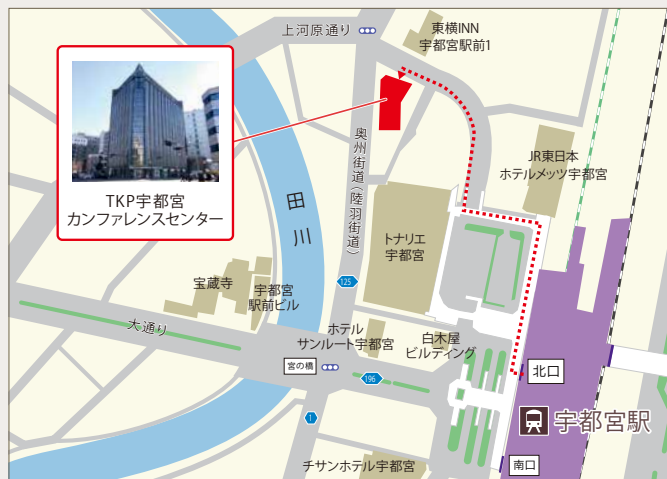 上河原通り
東横INN
宇都宮駅前1
TKP宇都宮
カンファレンスセンター
奥州街道(陸羽街道)
JR東日本
ホテルメッツ宇都宮
田川
トナリエ
宇都宮
宝蔵寺
宇都宮
駅前ビル
125
大通り
ホテル
サンルート宇都宮
白木屋
ビルディング
宮の橋
196
北口
1
宇都宮駅
チサンホテル宇都宮
南口